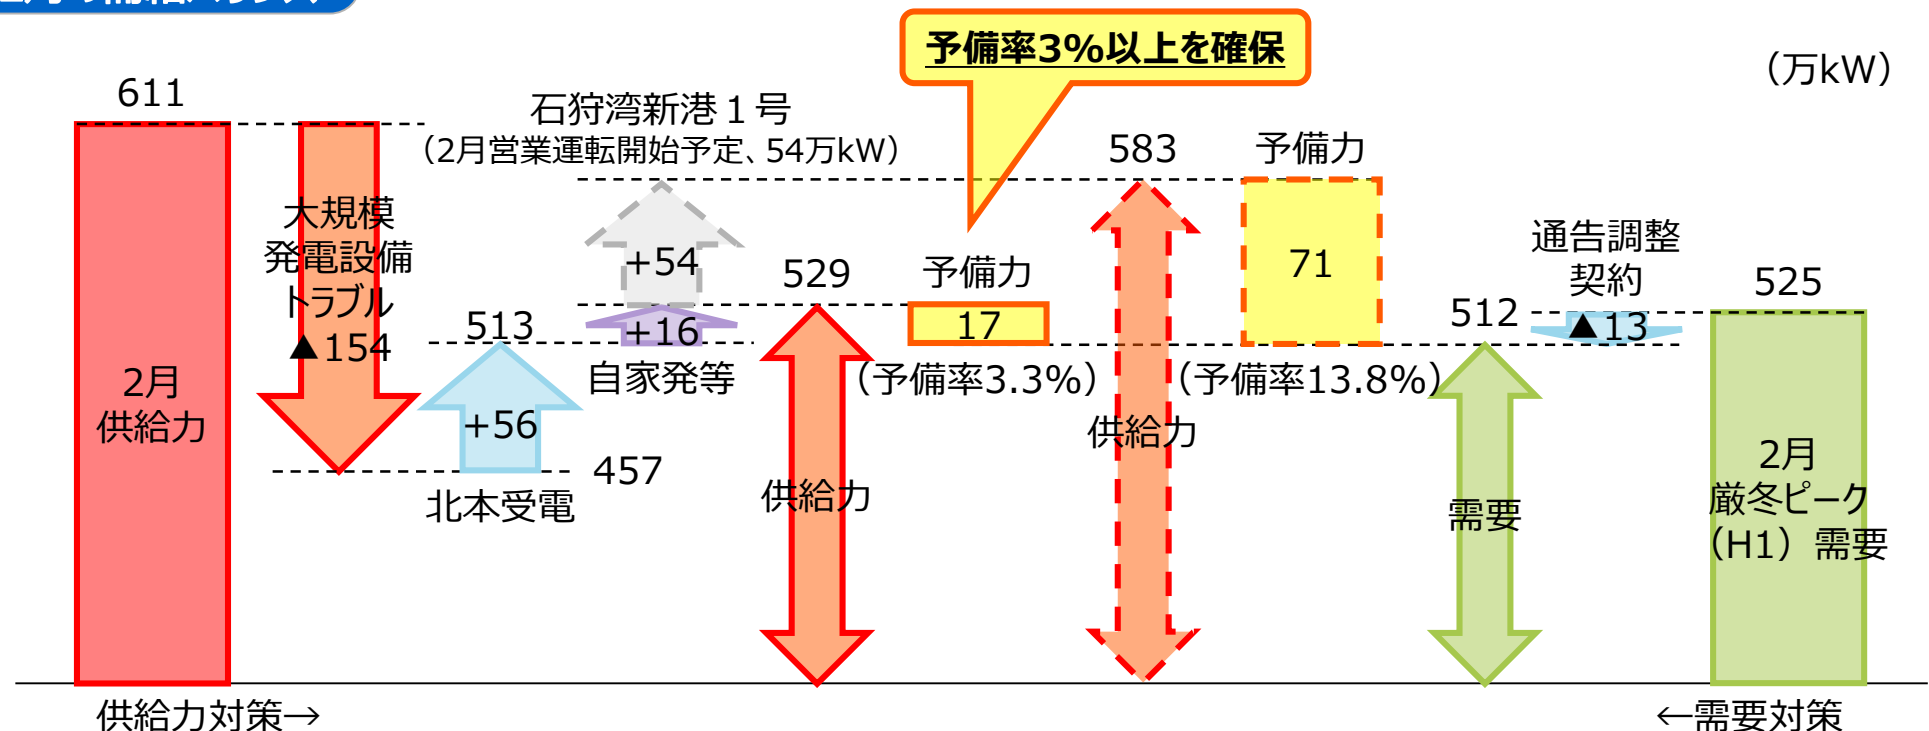 予備率3%以上を確保
（万kW）
611
石狩湾新港１号
（2月営業運転開始予定、54万kW）
583
予備力
大規模
発電設備
トラブル
▲154
+54
529
予備力
71
通告調整
契約
525
513
+16
17
512
▲13
2月
供給力
自家発等
（予備率3.3%）
（予備率13.8%）
+56
供給力
457
北本受電
供給力
需要
2月
厳冬ピーク
（H1）需要
供給力対策→
←需要対策